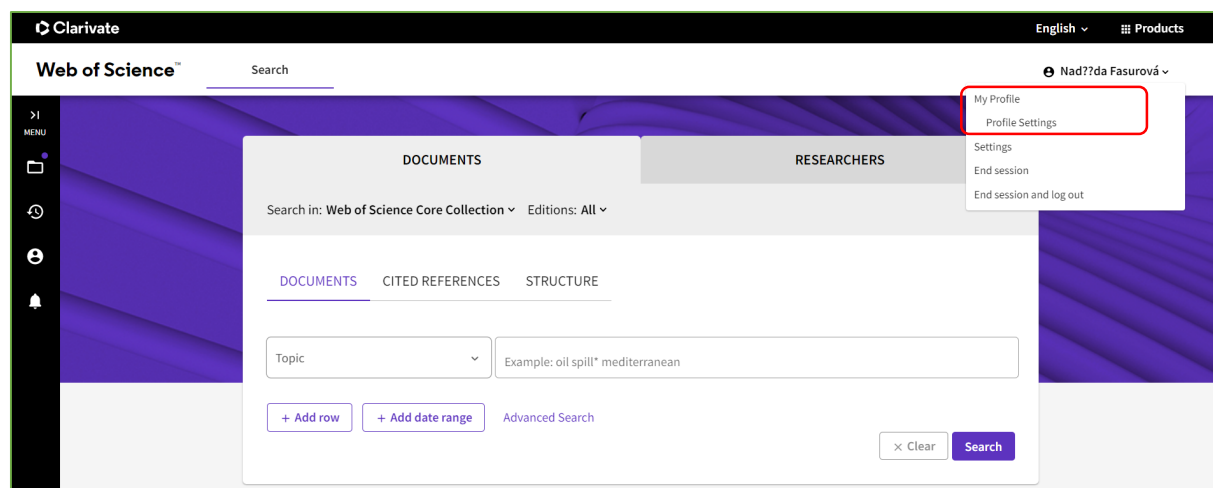 Clarivate English Products
Web of Science™ Search Nad??da Fasurová
My Profile
Profile Settings
Settings
End session
End session and log out
MENU
DOCUMENTS RESEARCHERS
Search in: Web of Science Core Collection Editions: All
DOCUMENTS CITED REFERENCES STRUCTURE
Topic Example: oil spill* mediterranean
+ Add row + Add date range Advanced Search
× Clear Search